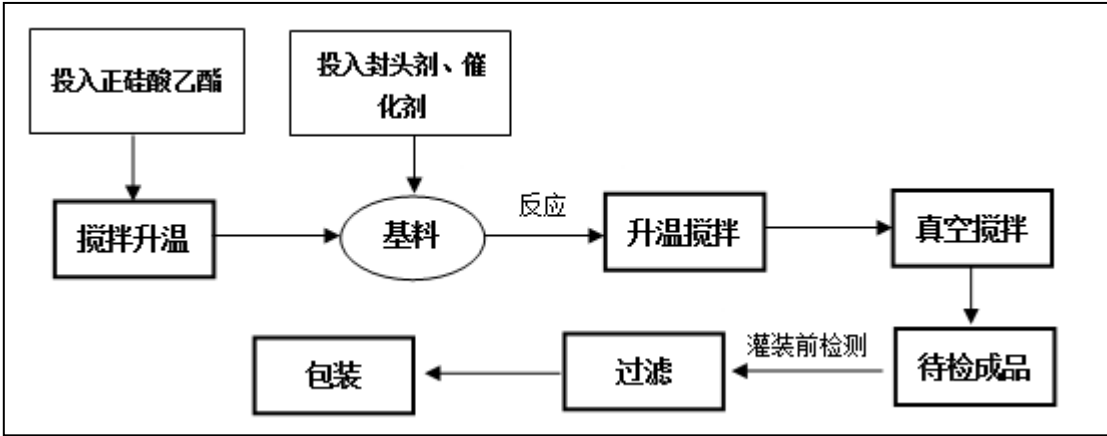 投入正硅酸乙酯
投入封头剂、催
化剂
搅拌升温
基料
反应
升温搅拌
真空搅拌
待检成品
灌装前检测
过滤
包装